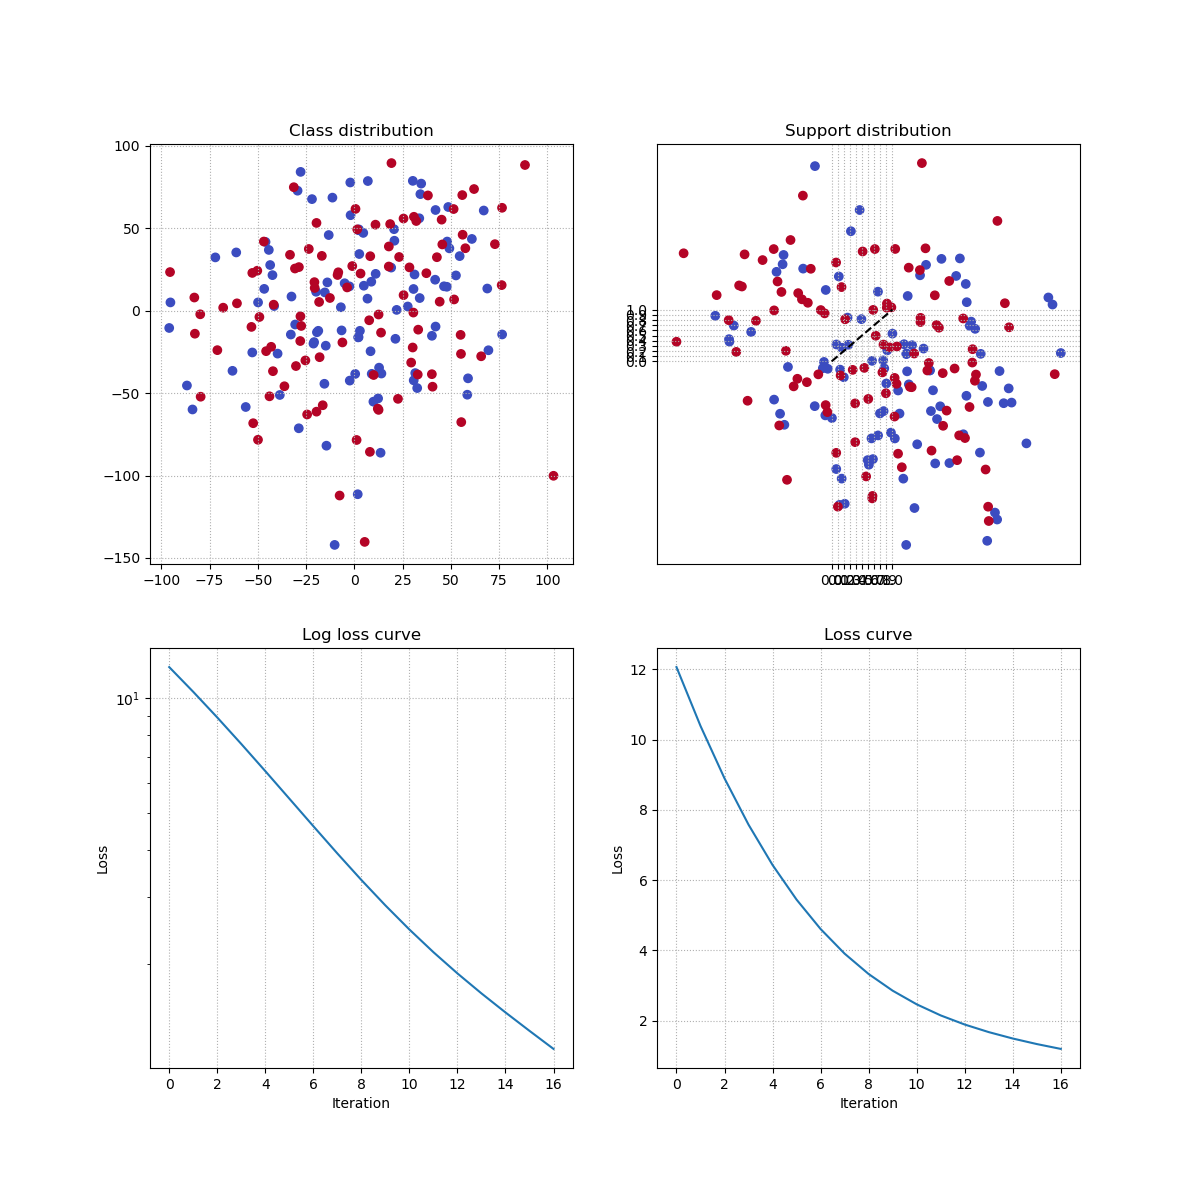 Class distribution
Support distribution
100
50
0
−50
−100
−150
−100 −75 −50 −25 0 25 50 75 100
1.0
0.0
Log loss curve
Loss curve
10¹
Loss
0 2 4 6 8 10 12 14 16
Iteration
12
10
8
6
4
2
Loss
0 2 4 6 8 10 12 14 16
Iteration